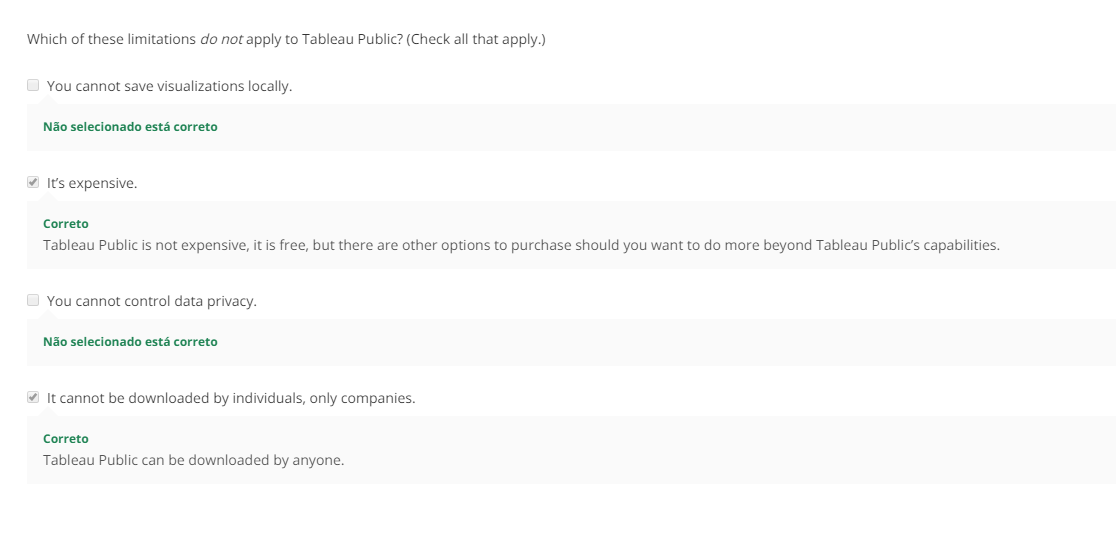 Which of these limitations do not apply to Tableau Public? (Check all that apply.)
You cannot save visualizations locally.
Não selecionado está correto
It’s expensive.
Correto
Tableau Public is not expensive, it is free, but there are other options to purchase should you want to do more beyond Tableau Public’s capabilities.
You cannot control data privacy.
Não selecionado está correto
It cannot be downloaded by individuals, only companies.
Correto
Tableau Public can be downloaded by anyone.